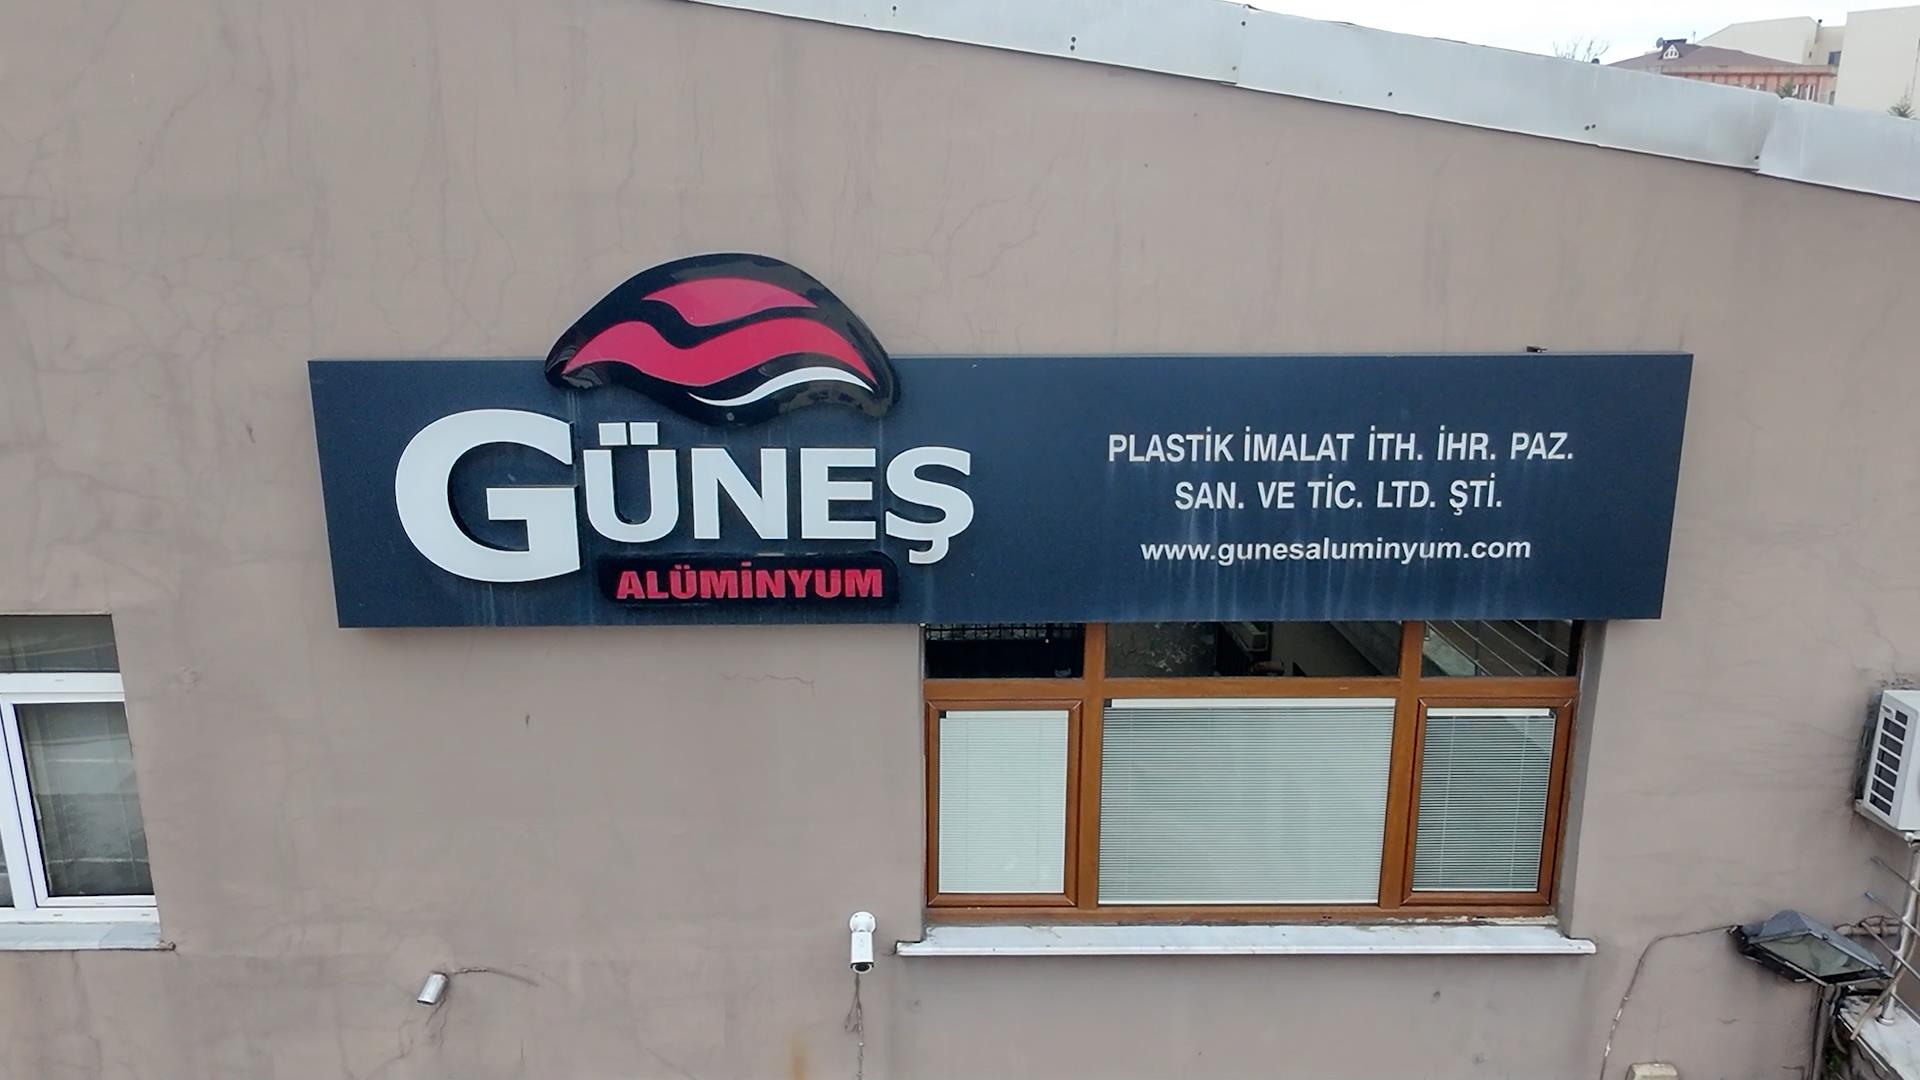 GÜNEŞ
ALÜMİNYUM
PLASTİK İMALAT İTH. İHR. PAZ.
SAN. VE TİC. LTD. ŞTİ.
www.gunesaluminyum.com